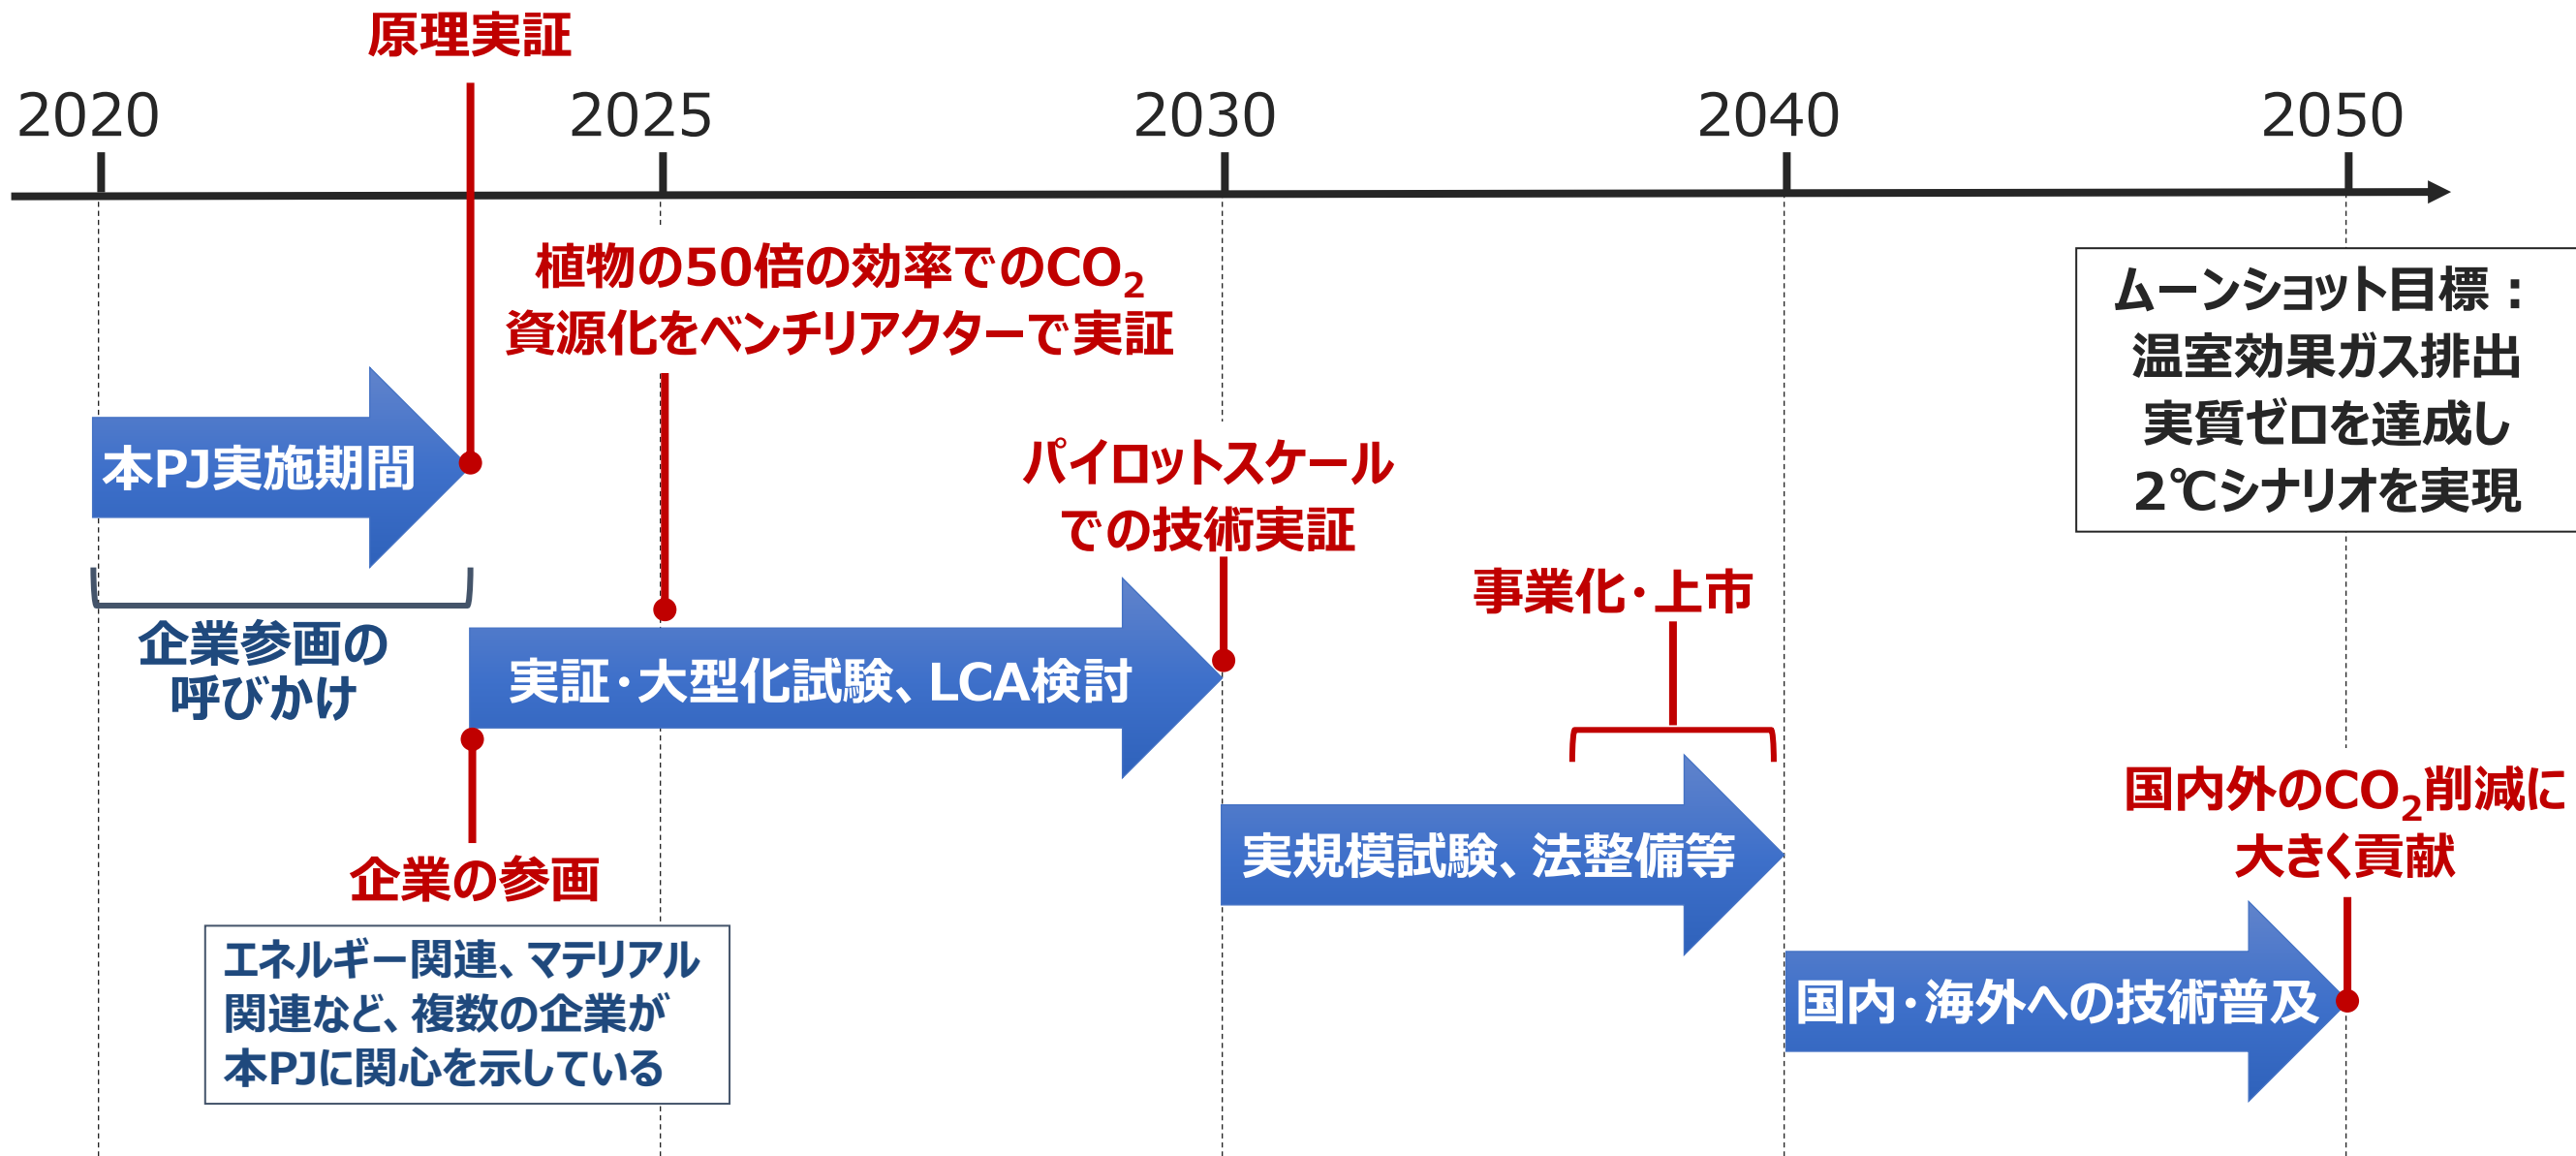 原理実証
2020
2025
2030
2040
2050
植物の50倍の効率でのCO₂
資源化をベンチリアクターで実証
ムーンショット目標：
温室効果ガス排出
実質ゼロを達成し
2℃シナリオを実現
本PJ実施期間
パイロットスケール
での技術実証
企業参画の
呼びかけ
事業化・上市
実証・大型化試験、LCA検討
企業の参画
エネルギー関連、マテリアル
関連など、複数の企業が
本PJに関心を示している
実規模試験、法整備等
国内外のCO₂削減に
大きく貢献
国内・海外への技術普及